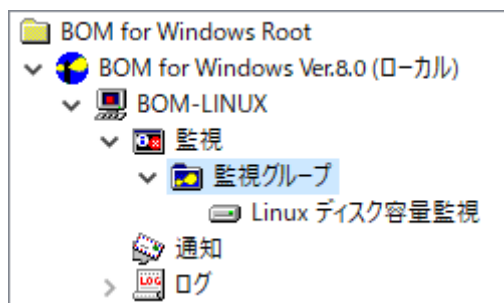 BOM for Windows Root
BOM for Windows Ver.8.0 (ローカル)
BOM-LINUX
監視
監視グループ
Linux ディスク容量監視
通知
LOG ログ